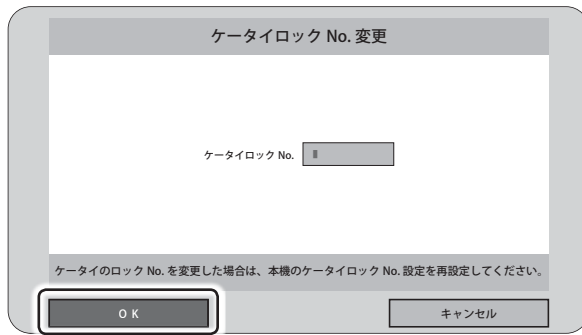 ケータイロック No. 変更
ケータイロック No.
ケータイのロック No. を変更した場合は、本機のケータイロック No. 設定を再設定してください。
ＯＫ
キャンセル